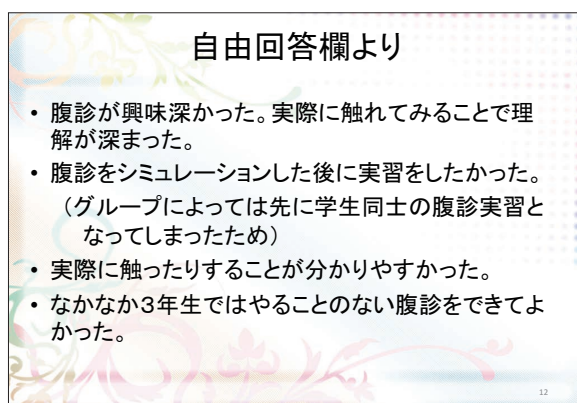 自由回答欄より
• 腹診が興味深かった。実際に触れてみることで理
解が深まった。
• 腹診をシミュレーションした後に実習をしたかった。
（グループによっては先に学生同士の腹診実習と
なってしまったため）
• 実際に触ったりすることが分かりやすかった。
• なかなか３年生ではやることのない腹診をできてよ
かった。
12